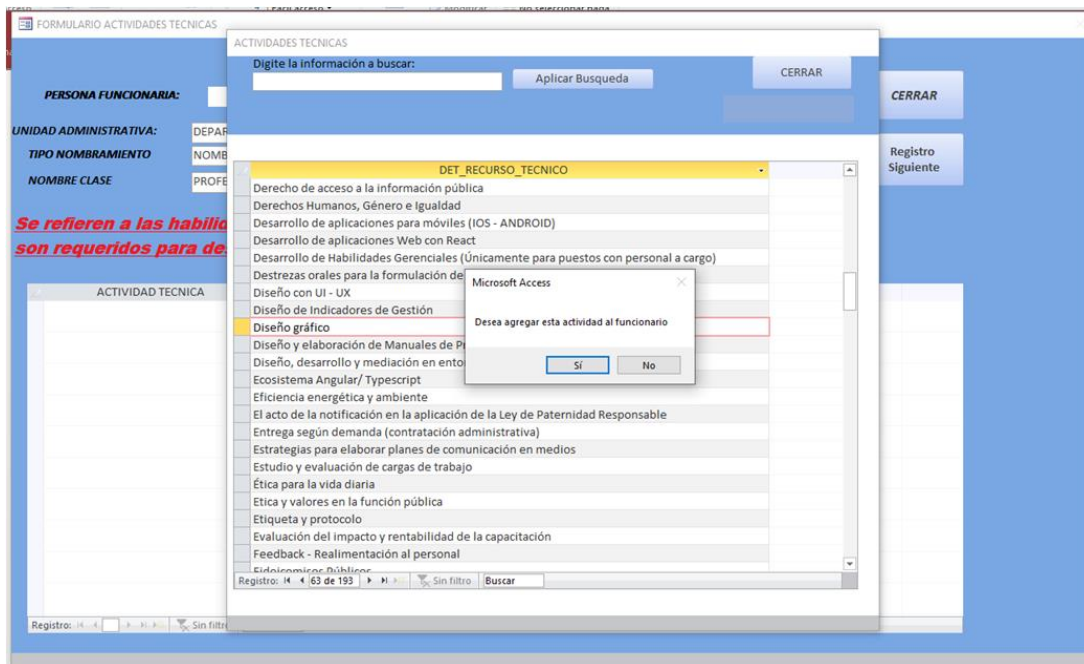 Fácil acceso
Modificar
No seleccionar nada
FORMULARIO ACTIVIDADES TECNICAS
ACTIVIDADES TECNICAS
Digite la información a buscar:
Aplicar Busqueda
CERRAR
PERSONA FUNCIONARIA:
CERRAR
UNIDAD ADMINISTRATIVA:
DEPAR
TIPO NOMBRAMIENTO
NOMB
Registro
Siguiente
NOMBRE CLASE
PROFE
Se refieren a las habilid
son requeridos para de
ACTIVIDAD TECNICA
DET_RECURSO_TECNICO
Derecho de acceso a la información pública
Derechos Humanos, Género e Igualdad
Desarrollo de aplicaciones para móviles (IOS - ANDROID)
Desarrollo de aplicaciones Web con React
Desarrollo de Habilidades Gerenciales (Únicamente para puestos con personal a cargo)
Destrezas orales para la formulación de
Diseño con UI - UX
Diseño de Indicadores de Gestión
Diseño gráfico
Diseño y elaboración de Manuales de P
Diseño, desarrollo y mediación en ento
Ecosistema Angular/ Typescript
Eficiencia energética y ambiente
El acto de la notificación en la aplicación de la Ley de Paternidad Responsable
Entrega según demanda (contratación administrativa)
Estrategias para elaborar planes de comunicación en medios
Estudio y evaluación de cargas de trabajo
Ética para la vida diaria
Etica y valores en la función pública
Etiqueta y protocolo
Evaluación del impacto y rentabilidad de la capacitación
Feedback - Realimentación al personal
Fideicomisos Públicos
Microsoft Access
Desea agregar esta actividad al funcionario
Sí
No
Registro: 63 de 193 Sin filtro Buscar
Registro: Sin filtr